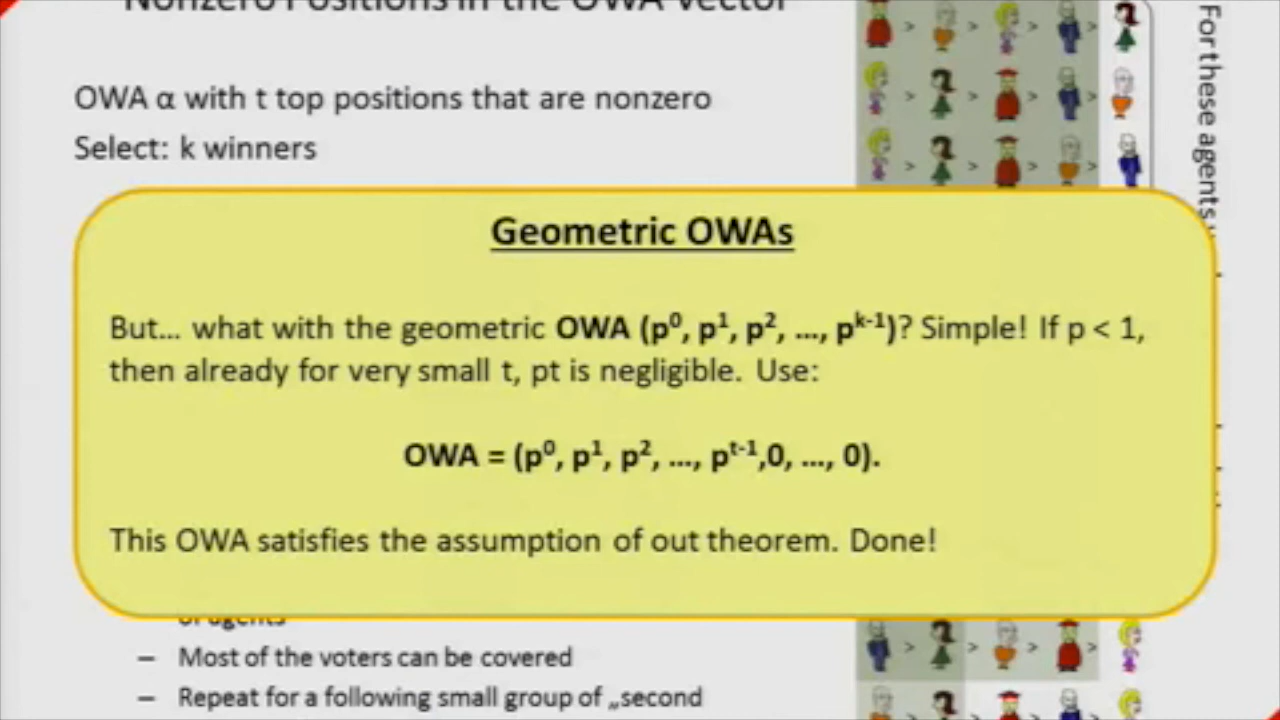 Nonzero Positions in the OWA Vector
OWA α with t top positions that are nonzero
Select: k winners
For these agents
Geometric OWAs
But... what with the geometric OWA (p⁰, p¹, p², ..., pᵏ⁻¹)? Simple! If p < 1,
then already for very small t, pt is negligible. Use:
OWA = (p⁰, p¹, p², ..., pᵗ⁻¹,0, ..., 0).
This OWA satisfies the assumption of out theorem. Done!
of agents
– Most of the voters can be covered
– Repeat for a following small group of „second